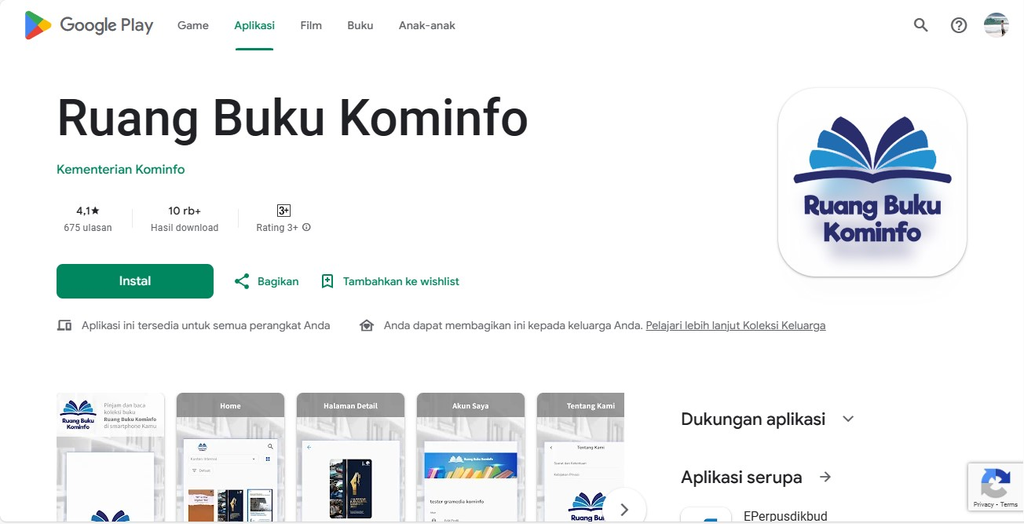 Google Play
Game
Aplikasi
Film
Buku
Anak-anak
Ruang Buku Kominfo
Kementerian Kominfo
4,1★
675 ulasan
10 rb+
Hasil download
3+
Rating 3+
Instal
Bagikan
Tambahkan ke wishlist
Aplikasi ini tersedia untuk semua perangkat Anda
Anda dapat membagikan ini kepada keluarga Anda. Pelajari lebih lanjut Koleksi Keluarga
Ruang Buku
Kominfo
Ruang Buku
Kominfo
Pinjam dan baca
koleksi buku
Ruang Buku Kominfo
di smartphone Kamu
Home
Halaman Detail
Akun Saya
Ruang Buku Kominfo
tester gramedia kominfo
Tentang Kami
Tentang Kami
Dukungan aplikasi
Aplikasi serupa
EPerpusdikbud
Privacy - Terms